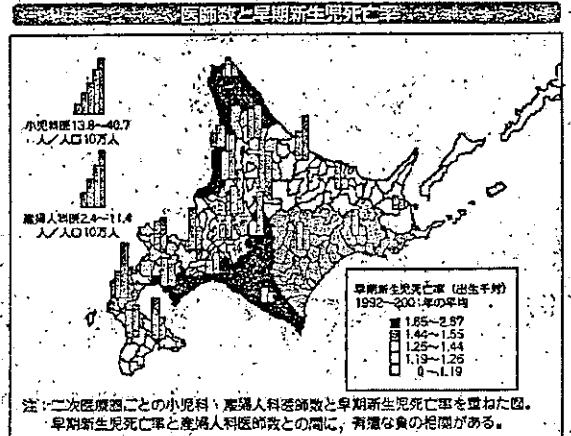 医師数と早期新生児死亡率
小児科医13.8~40.7
人/人口10万人
産婦人科医2.4~11.4
人/人口10万人
早期新生児死亡率(出生千対)
1992~2001年の平均
1.44~1.55
1.25~1.44
1.19~1.26
0~1.19
注:二次医療圏ごとの小児科・産婦人科医師数と早期新生児死亡率を重ねた図。
早期新生児死亡率と産婦人科医師数との間に、有意な負の相関がある。